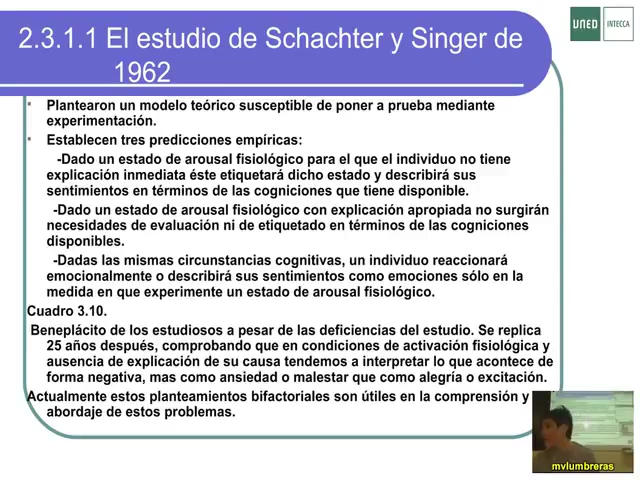 2.3.1.1 El estudio de Schachter y Singer de
1962
UNED INTECCA
Plantearon un modelo teórico susceptible de poner a prueba mediante
experimentación.
Establecen tres predicciones empíricas:
-Dado un estado de arousal fisiológico para el que el individuo no tiene
explicación inmediata éste etiquetará dicho estado y describirá sus
sentimientos en términos de las cogniciones que tiene disponible.
-Dado un estado de arousal fisiológico con explicación apropiada no surgirán
necesidades de evaluación ni de etiquetado en términos de las cogniciones
disponibles.
-Dadas las mismas circunstancias cognitivas, un individuo reaccionará
emocionalmente o describirá sus sentimientos como emociones sólo en la
medida en que experimente un estado de arousal fisiológico.
Cuadro 3.10.
Beneplácito de los estudiosos a pesar de las deficiencias del estudio. Se replica
25 años después, comprobando que en condiciones de activación fisiológica y
ausencia de explicación de su causa tendemos a interpretar lo que acontece de
forma negativa, mas como ansiedad o malestar que como alegría o excitación.
Actualmente estos planteamientos bifactoriales son útiles en la comprensión y
abordaje de estos problemas.
mvlumbreras